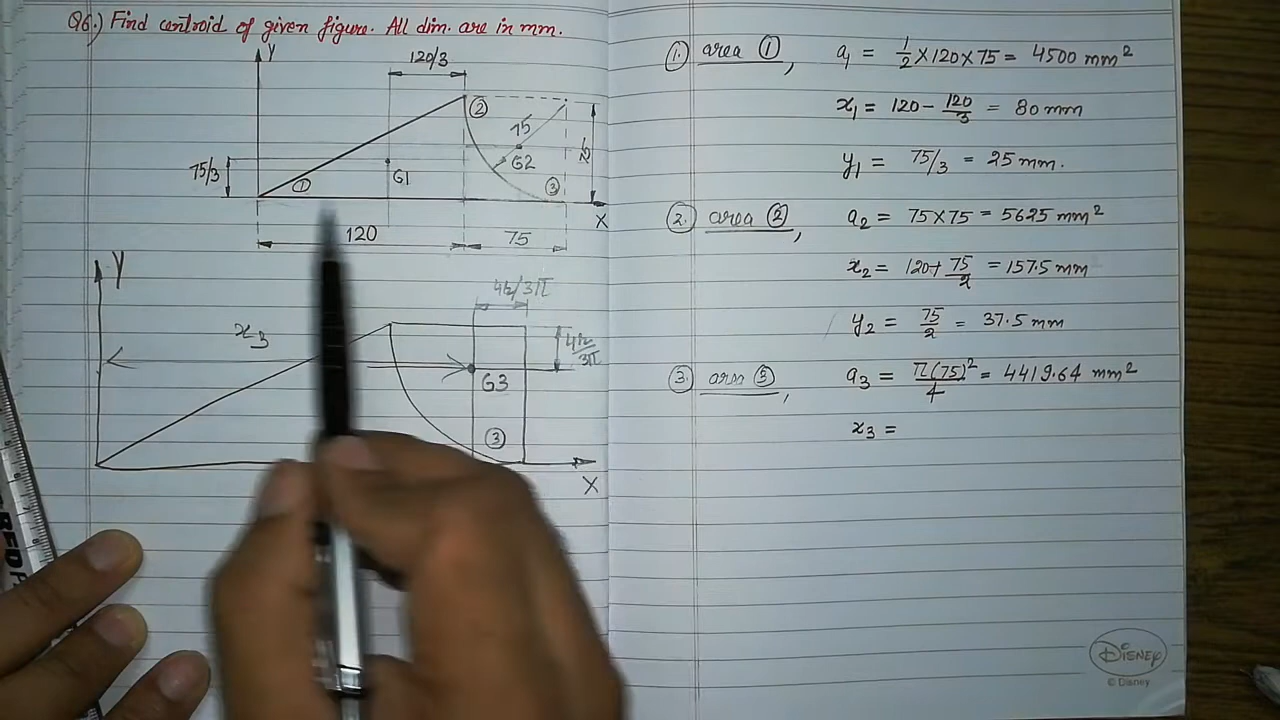 Q6.) Find centroid of given figure. All dim. are in mm.
Y
120/3
②
75
75
75/3
G1
G2
①
③
X
120
75
Y
4r/3π
x3
4r/3π
G3
③
X
1. area ①, a1 = 1/2 × 120 × 75 = 4500 mm²
x1 = 120 - 120/3 = 80 mm
y1 = 75/3 = 25 mm.
2. area ②, a2 = 75×75 = 5625 mm²
x2 = 120+ 75/2 = 157.5 mm
y2 = 75/2 = 37.5 mm
3. area ③, a3 = π(75)²/4 = 4419.64 mm²
x3 =
DISNEY
© Disney